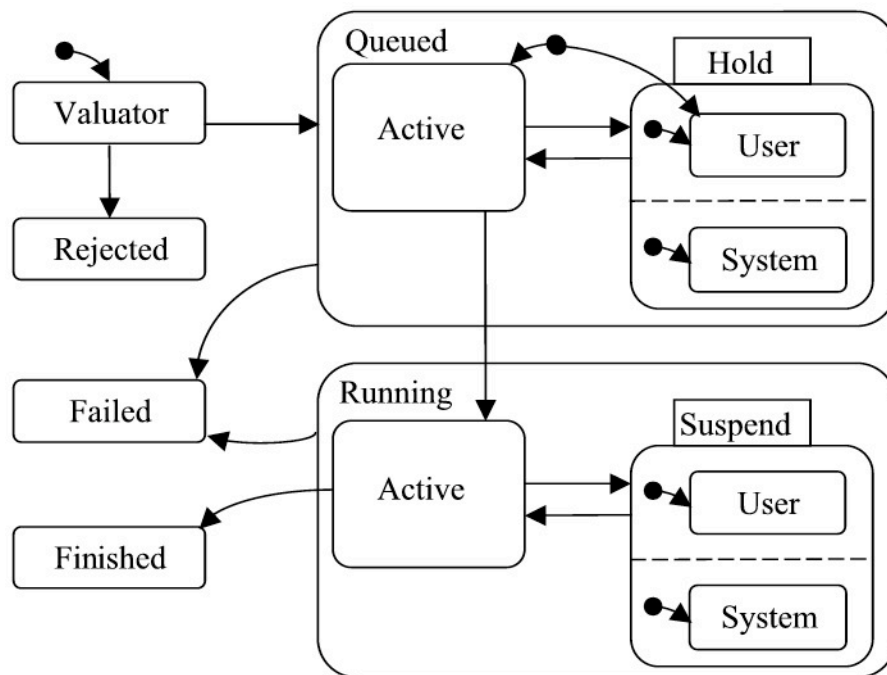 Queued
Hold
Valuator
Active
User
Rejected
System
Running
Failed
Suspend
Active
User
Finished
System